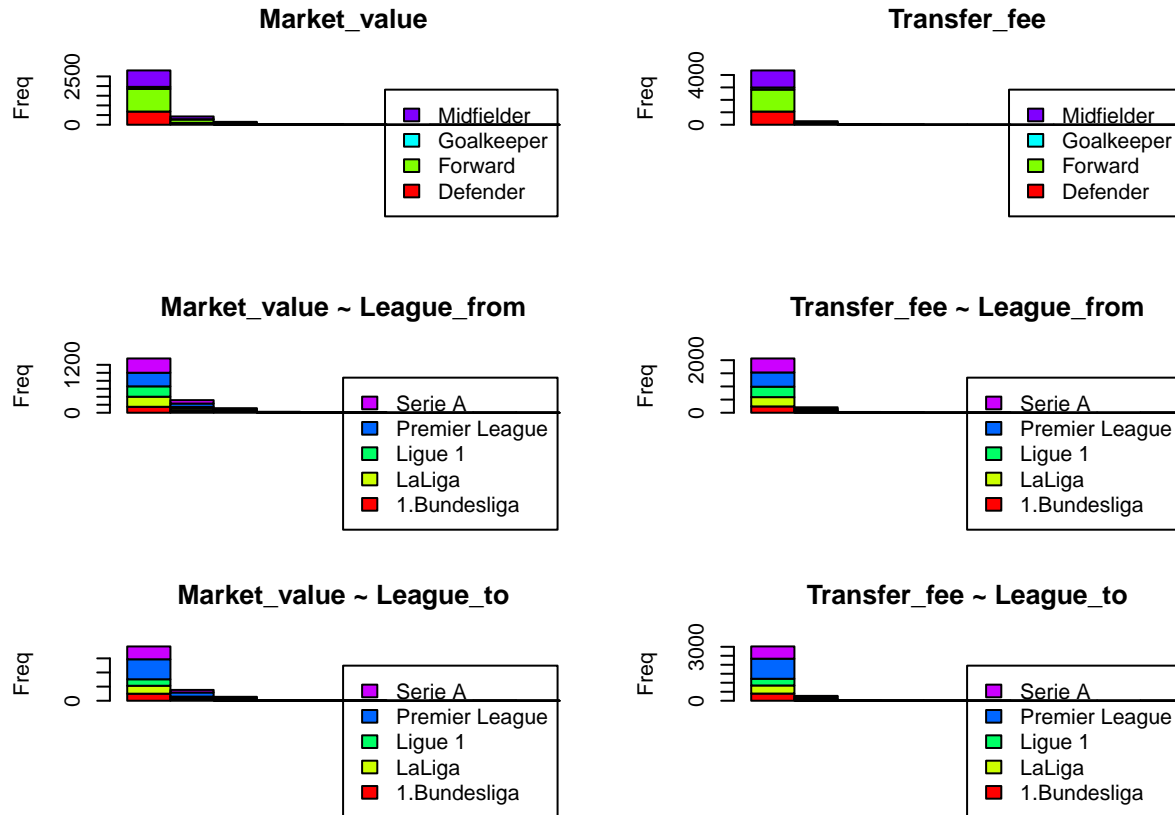 Market_value
Freq
0
2500
Midfielder
Goalkeeper
Forward
Defender
Transfer_fee
Freq
0
4000
Midfielder
Goalkeeper
Forward
Defender
Market_value ~ League_from
Freq
0
1200
Serie A
Premier League
Ligue 1
LaLiga
1.Bundesliga
Transfer_fee ~ League_from
Freq
0
2000
Serie A
Premier League
Ligue 1
LaLiga
1.Bundesliga
Market_value ~ League_to
Freq
0
Serie A
Premier League
Ligue 1
LaLiga
1.Bundesliga
Transfer_fee ~ League_to
Freq
0
3000
Serie A
Premier League
Ligue 1
LaLiga
1.Bundesliga